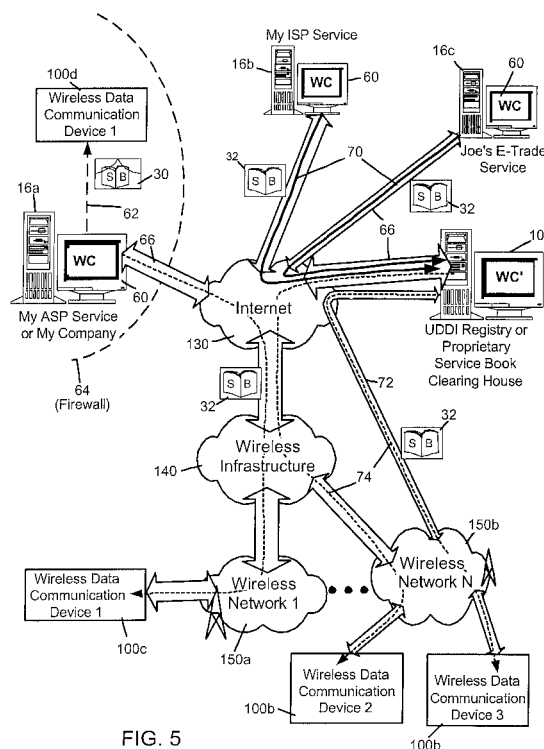 My ISP Service
16b
WC
60
16c
60
WC
Joe's E-Trade
Service
100d
Wireless Data
Communication
Device 1
S B
30
32
S B
70
S B
32
16a
62
66
WC
60
My ASP Service
or My Company
66
66
10
WC'
UDDI Registry or
Proprietary
Service Book
Clearing House
Internet
130
64
(Firewall)
S B
32
72
32
S B
Wireless
Infrastructure
140
74
150b
Wireless Data
Communication
Device 1
100c
Wireless
Network 1
150a
Wireless
Network N
Wireless Data
Communication
Device 2
100b
Wireless Data
Communication
Device 3
100b
FIG. 5